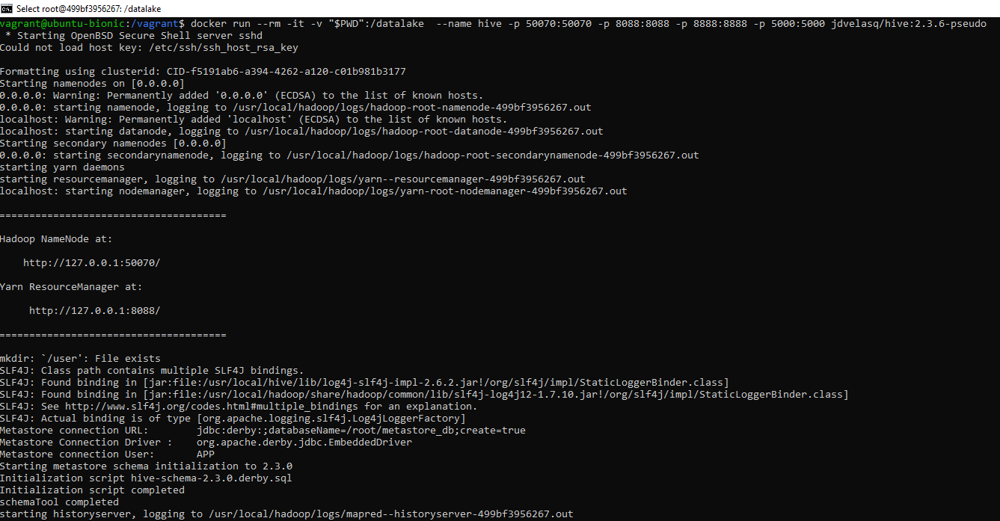 Select root@499bf3956267: /datalake
vagrant@ubuntu-bionic:/vagrant$ docker run --rm -it -v "$PWD":/datalake  --name hive -p 50070:50070 -p 8088:8088 -p 8888:8888 -p 5000:5000 jdvelasq/hive:2.3.6-pseudo
 * Starting OpenBSD Secure Shell server sshd
Could not load host key: /etc/ssh/ssh_host_rsa_key
Formatting using clusterid: CID-f5191ab6-a394-4262-a120-c01b981b3177
Starting namenodes on [0.0.0.0]
0.0.0.0: Warning: Permanently added '0.0.0.0' (ECDSA) to the list of known hosts.
0.0.0.0: starting namenode, logging to /usr/local/hadoop/logs/hadoop-root-namenode-499bf3956267.out
localhost: Warning: Permanently added 'localhost' (ECDSA) to the list of known hosts.
localhost: starting datanode, logging to /usr/local/hadoop/logs/hadoop-root-datanode-499bf3956267.out
Starting secondary namenodes [0.0.0.0]
0.0.0.0: starting secondarynamenode, logging to /usr/local/hadoop/logs/hadoop-root-secondarynamenode-499bf3956267.out
starting yarn daemons
starting resourcemanager, logging to /usr/local/hadoop/logs/yarn--resourcemanager-499bf3956267.out
localhost: starting nodemanager, logging to /usr/local/hadoop/logs/yarn-root-nodemanager-499bf3956267.out
======================================
Hadoop NameNode at:
    http://127.0.0.1:50070/
Yarn ResourceManager at:
     http://127.0.0.1:8088/
======================================
mkdir: `/user': File exists
SLF4J: Class path contains multiple SLF4J bindings.
SLF4J: Found binding in [jar:file:/usr/local/hive/lib/log4j-slf4j-impl-2.6.2.jar!/org/slf4j/impl/StaticLoggerBinder.class]
SLF4J: Found binding in [jar:file:/usr/local/hadoop/share/hadoop/common/lib/slf4j-log4j12-1.7.10.jar!/org/slf4j/impl/StaticLoggerBinder.class]
SLF4J: See http://www.slf4j.org/codes.html#multiple_bindings for an explanation.
SLF4J: Actual binding is of type [org.apache.logging.slf4j.Log4jLoggerFactory]
Metastore connection URL:        jdbc:derby:;databaseName=/root/metastore_db;create=true
Metastore Connection Driver :    org.apache.derby.jdbc.EmbeddedDriver
Metastore connection User:       APP
Starting metastore schema initialization to 2.3.0
Initialization script hive-schema-2.3.0.derby.sql
Initialization script completed
schemaTool completed
starting historyserver, logging to /usr/local/hadoop/logs/mapred--historyserver-499bf3956267.out